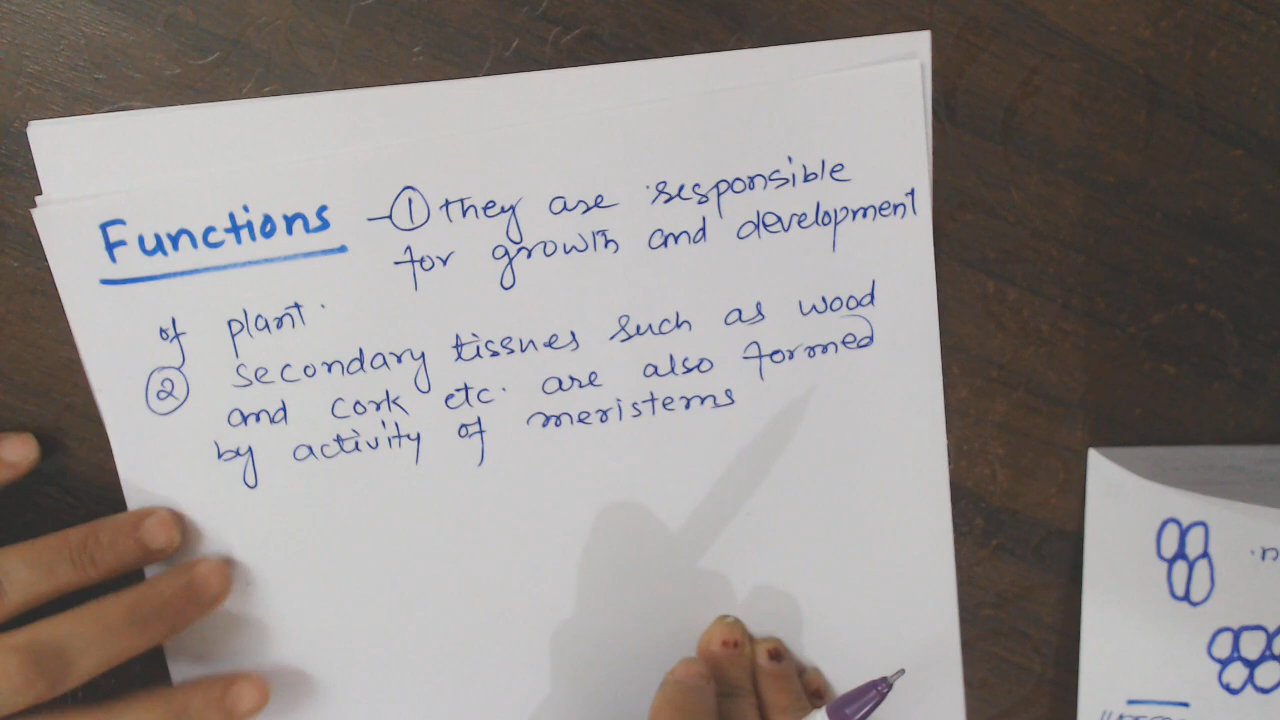 Functions - ① they are responsible
for growth and development
of plant.
② secondary tissues such as wood
and cork etc. are also formed
by activity of meristems